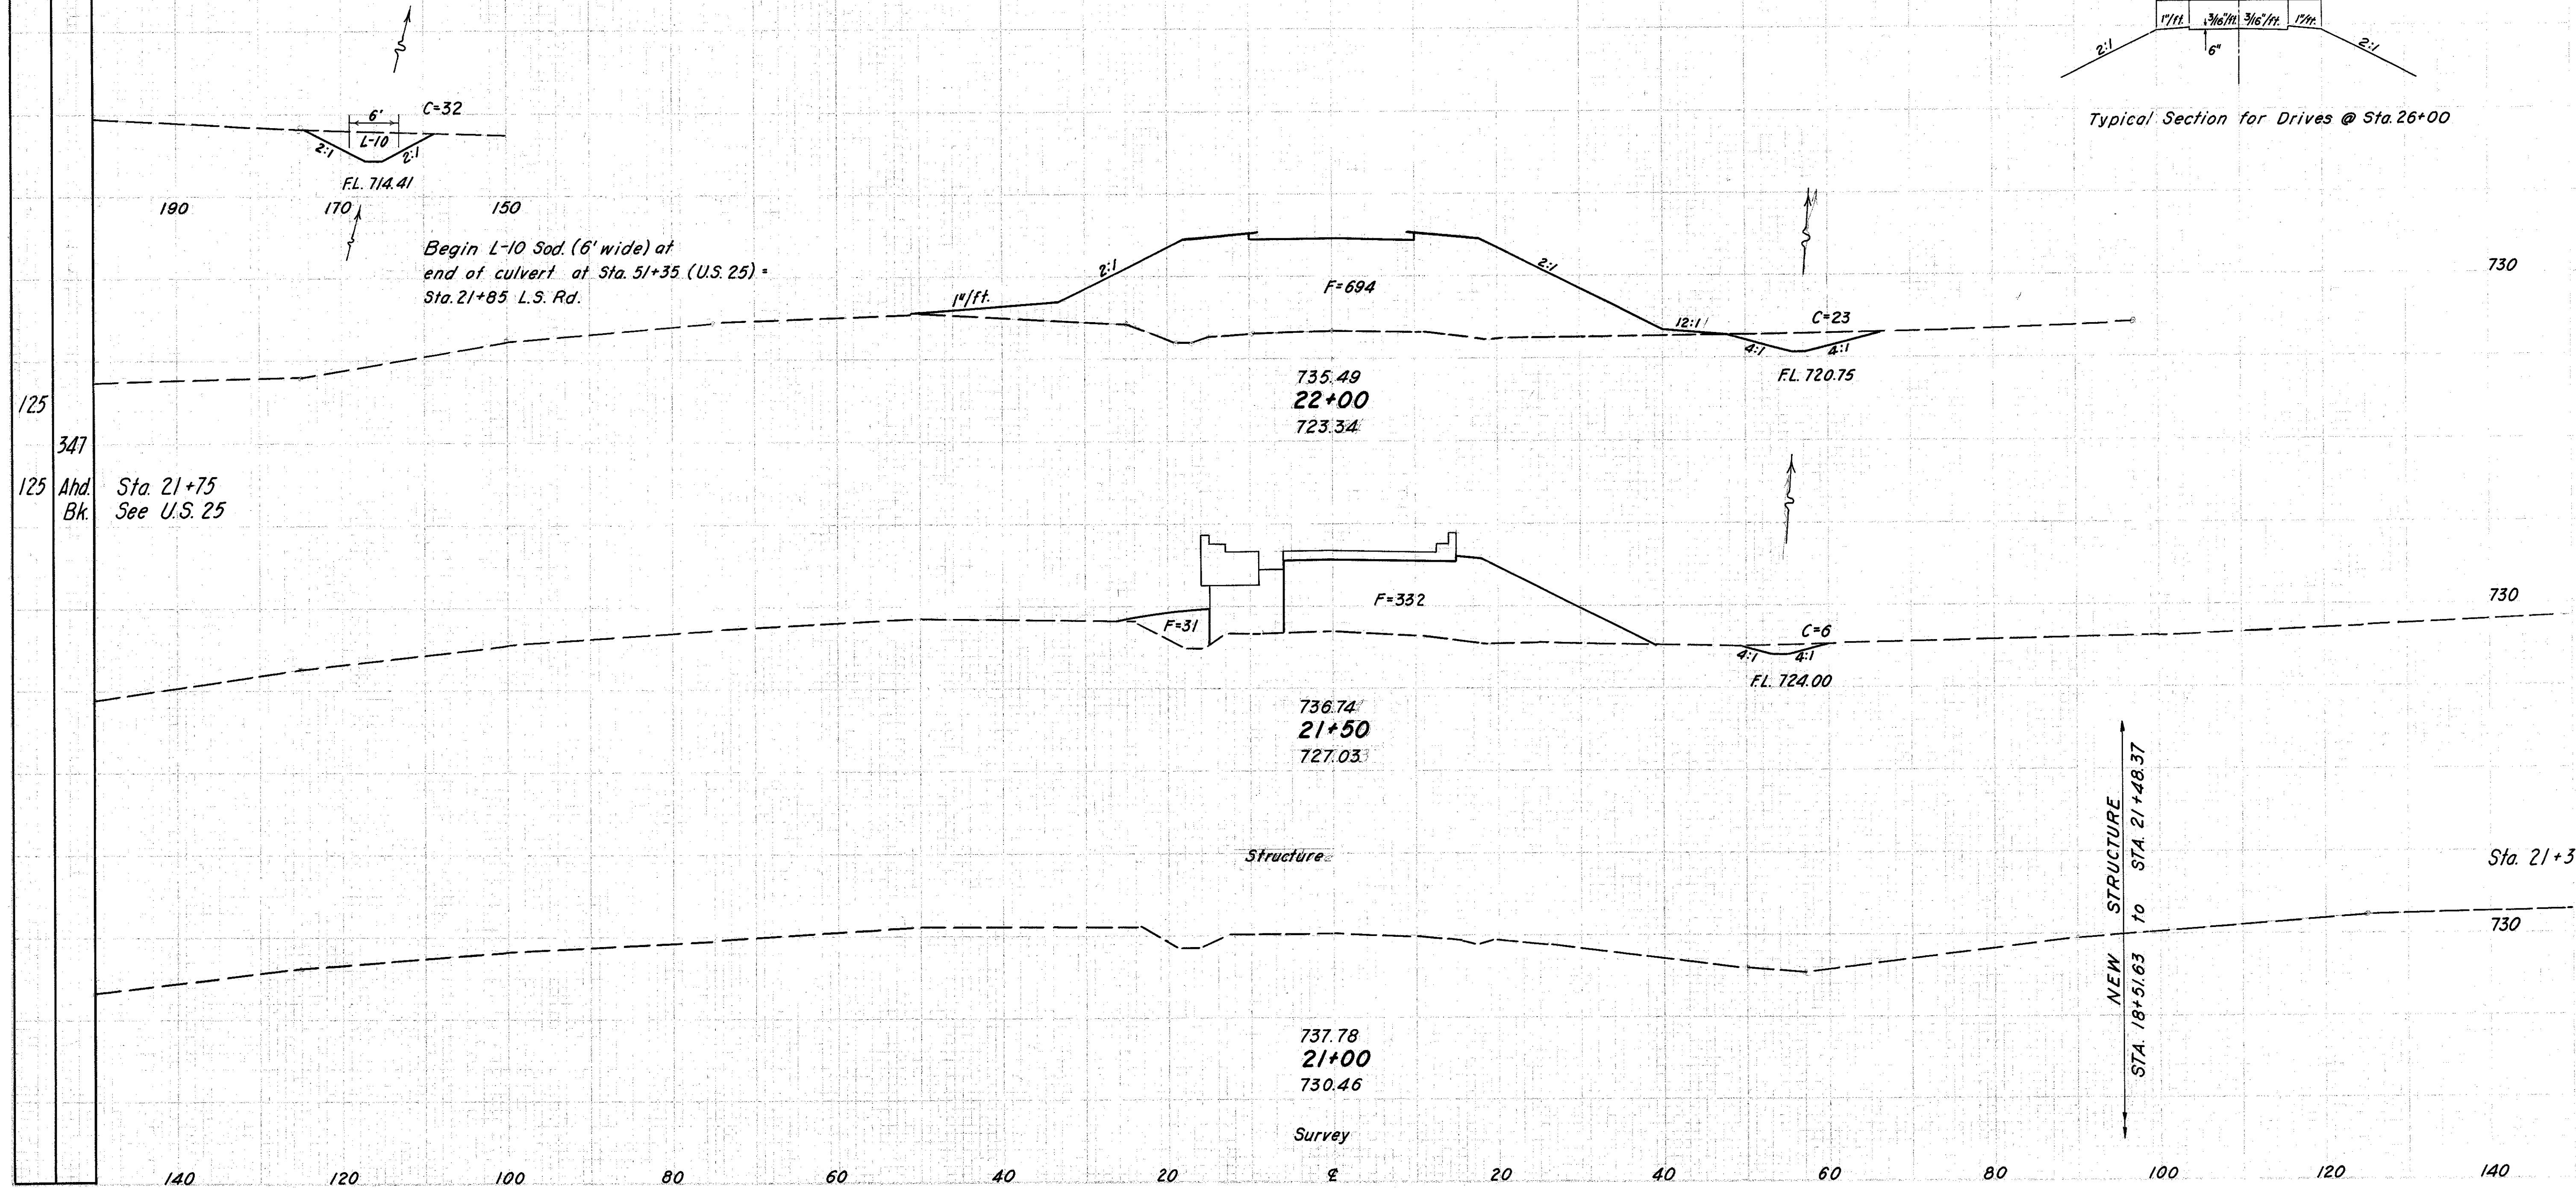 1"/ft. 3/16"/ft. 3/16"/ft. 1"/ft.
2:1 6" 2:1
Typical Section for Drives @ Sta. 26+00
6' C=32
L-10
2:1 2:1
F.L. 714.41
190 170 150
Begin L-10 Sod. (6' wide) at
end of culvert at Sta. 51+35 (U.S. 25) =
Sta. 21+85 L.S. Rd.
730
2:1 2:1
F=694
1"/ft.
12:1 C=23
4:1 4:1
F.L. 720.75
735.49
22+00
723.34
125
347
125 Ahd. Sta. 21+75
Bk. See U.S. 25
730
F=332
F=31
C=6
4:1 4:1
F.L. 724.00
736.74
21+50
727.03
NEW STRUCTURE
STA. 18+51.63 to STA. 21+48.37
Structure
Sta. 21+3
730
737.78
21+00
730.46
Survey
140 120 100 80 60 40 20 ℄ 20 40 60 80 100 120 140